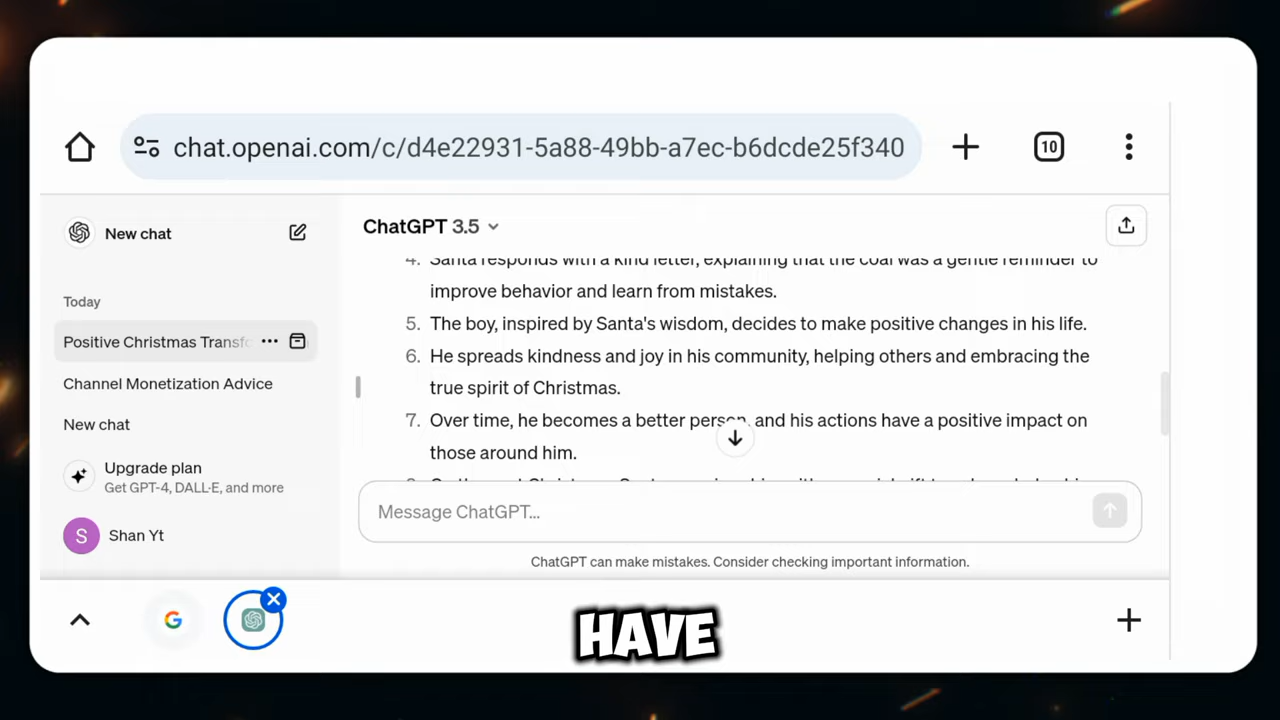 chat.openai.com/c/d4e22931-5a88-49bb-a7ec-b6dcde25f340
10
New chat
ChatGPT 3.5
Today
Positive Christmas Transfo
Channel Monetization Advice
New chat
Upgrade plan
Get GPT-4, DALL·E, and more
S
Shan Yt
4. Santa responds with a kind letter, explaining that the coal was a gentle reminder to
improve behavior and learn from mistakes.
5. The boy, inspired by Santa's wisdom, decides to make positive changes in his life.
6. He spreads kindness and joy in his community, helping others and embracing the
true spirit of Christmas.
7. Over time, he becomes a better person, and his actions have a positive impact on
those around him.
Message ChatGPT...
ChatGPT can make mistakes. Consider checking important information.
G
HAVE